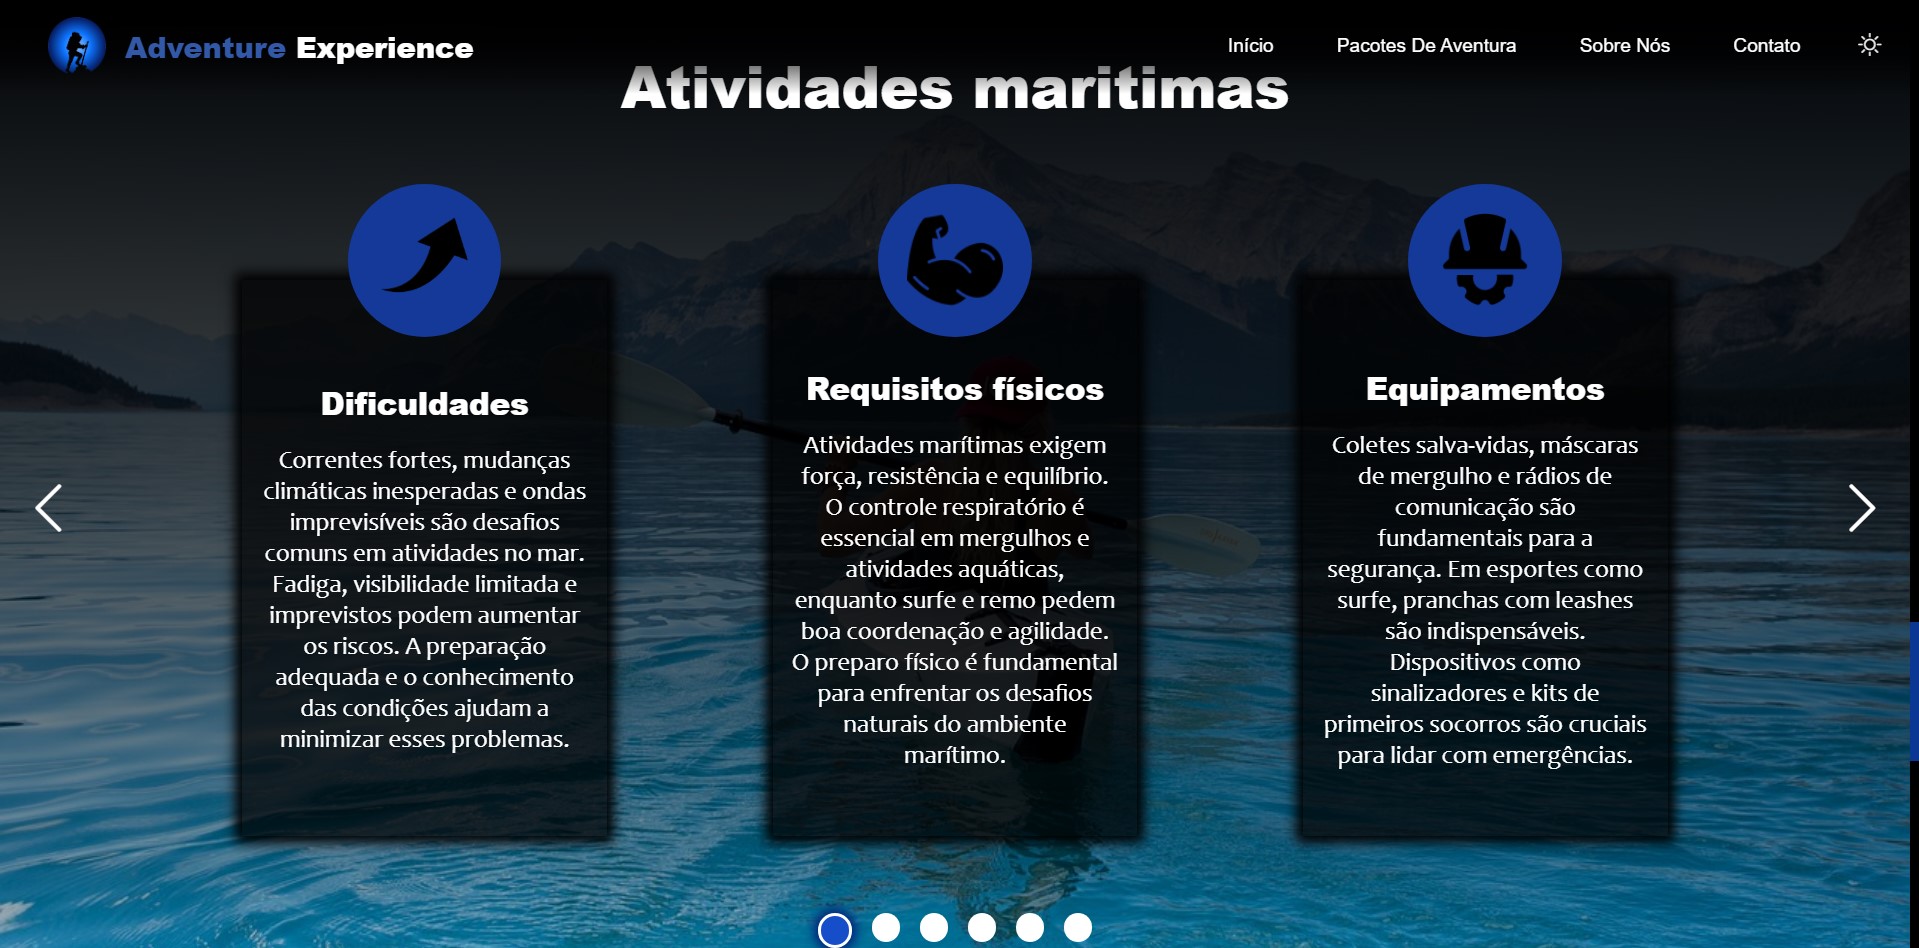 Adventure Experience
Início
Pacotes De Aventura
Sobre Nós
Contato
Atividades maritimas
Dificuldades
Correntes fortes, mudanças
climáticas inesperadas e ondas
imprevisíveis são desafios
comuns em atividades no mar.
Fadiga, visibilidade limitada e
imprevistos podem aumentar
os riscos. A preparação
adequada e o conhecimento
das condições ajudam a
minimizar esses problemas.
Requisitos físicos
Atividades marítimas exigem
força, resistência e equilíbrio.
O controle respiratório é
essencial em mergulhos e
atividades aquáticas,
enquanto surfe e remo pedem
boa coordenação e agilidade.
O preparo físico é fundamental
para enfrentar os desafios
naturais do ambiente
marítimo.
Equipamentos
Coletes salva-vidas, máscaras
de mergulho e rádios de
comunicação são
fundamentais para a
segurança. Em esportes como
surfe, pranchas com leashes
são indispensáveis.
Dispositivos como
sinalizadores e kits de
primeiros socorros são cruciais
para lidar com emergências.